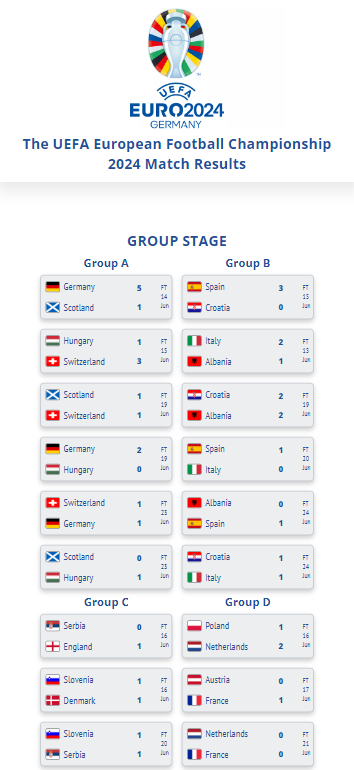 UEFA
EURO2024
GERMANY
The UEFA European Football Championship
2024 Match Results
GROUP STAGE
Group A
Germany 5 FT
14
Scotland 1 Jun
Hungary 1 FT
15
Switzerland 3 Jun
Scotland 1 FT
19
Switzerland 1 Jun
Germany 2 FT
19
Hungary 0 Jun
Switzerland 1 FT
23
Germany 1 Jun
Scotland 0 FT
23
Hungary 1 Jun
Group B
Spain 3 FT
15
Croatia 0 Jun
Italy 2 FT
15
Albania 1 Jun
Croatia 2 FT
19
Albania 2 Jun
Spain 1 FT
20
Italy 0 Jun
Albania 0 FT
24
Spain 1 Jun
Croatia 1 FT
24
Italy 1 Jun
Group C
Serbia 0 FT
16
England 1 Jun
Slovenia 1 FT
16
Denmark 1 Jun
Slovenia 1 FT
20
Serbia 1 Jun
Group D
Poland 1 FT
16
Netherlands 2 Jun
Austria 0 FT
17
France 1 Jun
Netherlands 0 FT
21
France 0 Jun